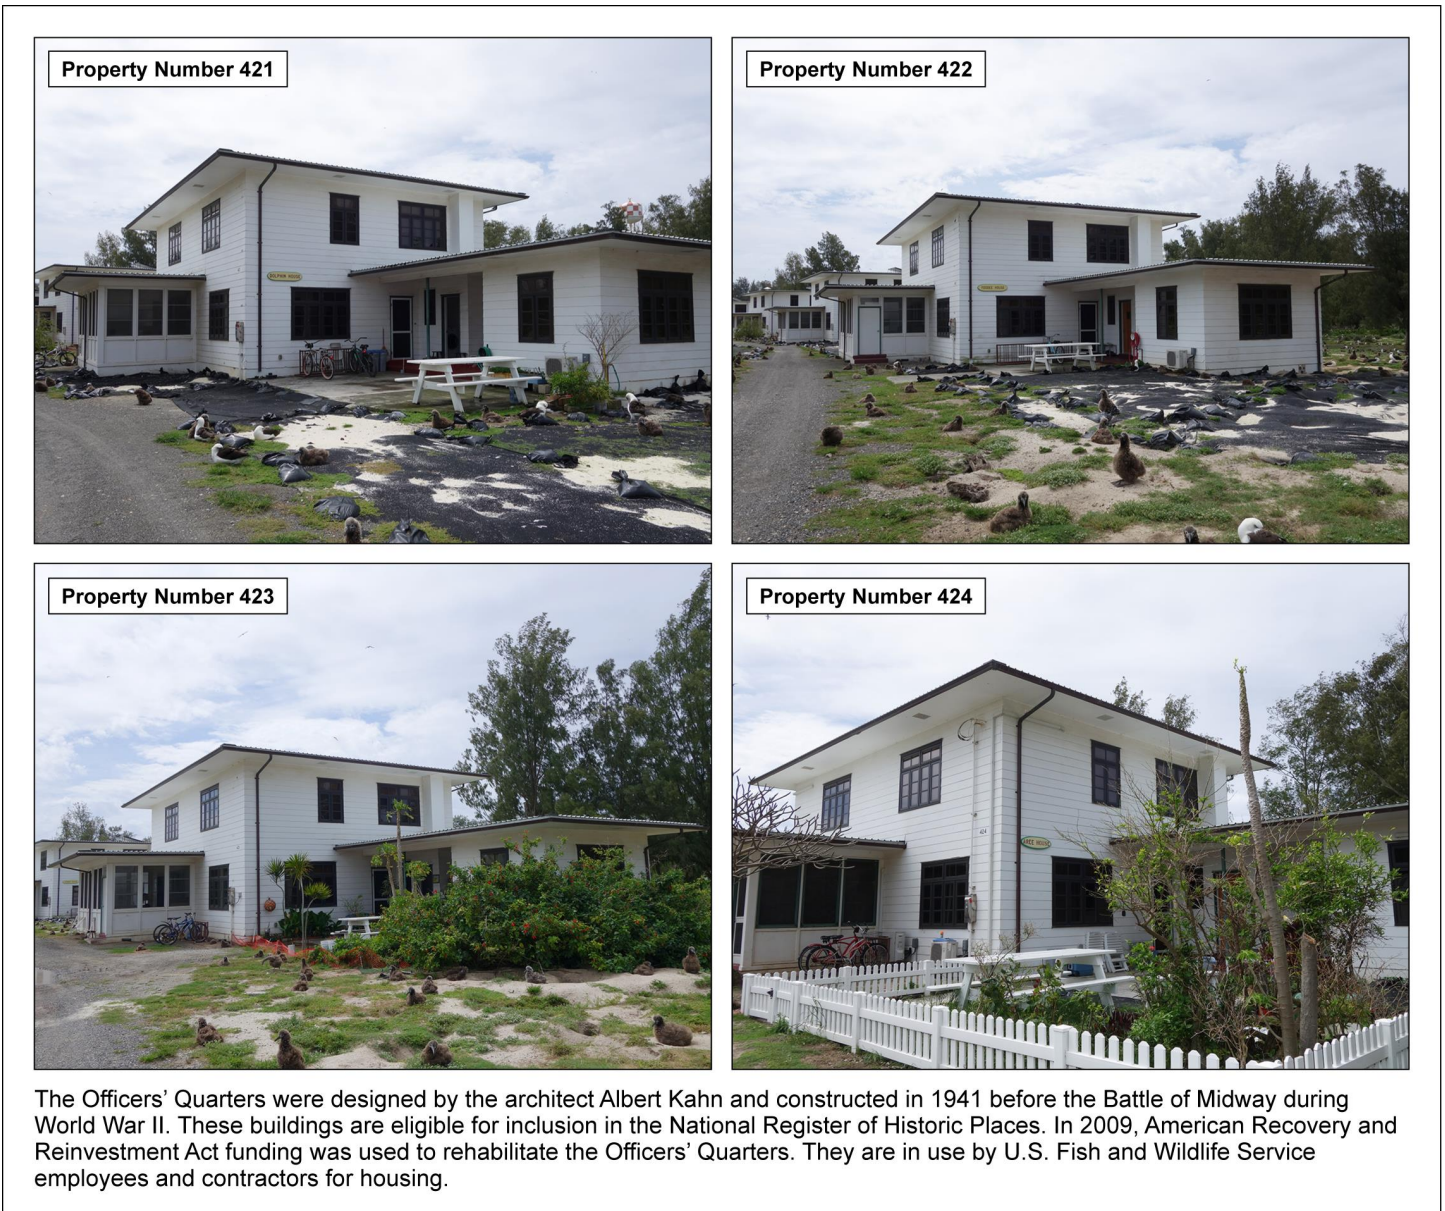 Property Number 421
Property Number 422
DOLPHIN HOUSE
Property Number 423
Property Number 424
424
The Officers’ Quarters were designed by the architect Albert Kahn and constructed in 1941 before the Battle of Midway during
World War II. These buildings are eligible for inclusion in the National Register of Historic Places. In 2009, American Recovery and
Reinvestment Act funding was used to rehabilitate the Officers’ Quarters. They are in use by U.S. Fish and Wildlife Service
employees and contractors for housing.